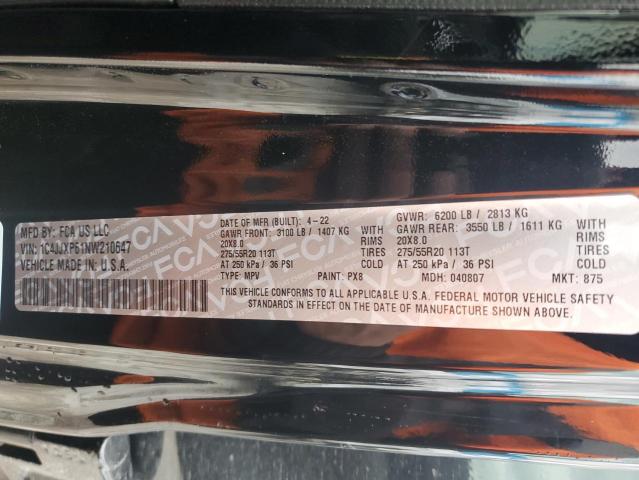 MFD BY: FCA US LLC
DATE OF MFR (BUILT): 4-22
GVWR: 6200 LB / 2813 KG
GAWR FRONT: 3100 LB / 1407 KG
GAWR REAR: 3550 LB / 1611 KG
VIN: 1C4JJXP61NW210647
20X8.0 RIMS 20X8.0
VEHICLE MADE IN U.S.A.
275/55R20 113T TIRES 275/55R20 113T
AT 250 kPa / 36 PSI COLD AT 250 kPa / 36 PSI COLD
TYPE: MPV PAINT: PX8 MDH: 040807 MKT: 875
THIS VEHICLE CONFORMS TO ALL APPLICABLE U.S.A. FEDERAL MOTOR VEHICLE SAFETY
STANDARDS IN EFFECT ON THE DATE OF MANUFACTURE SHOWN ABOVE.